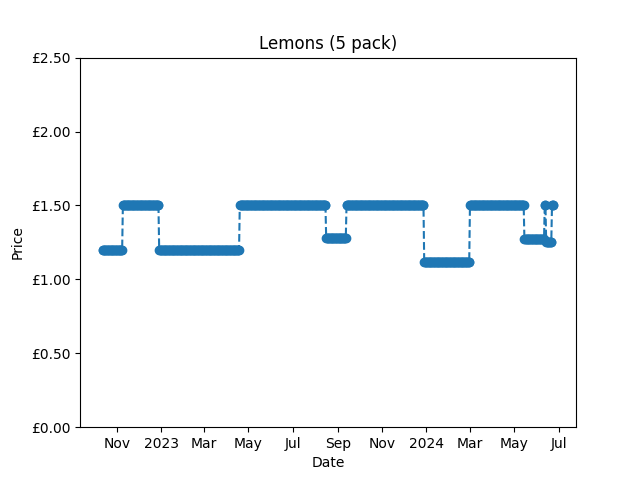 Lemons (5 pack)
£2.50
£2.00
£1.50
£1.00
£0.50
£0.00
Price
Nov 2023 Mar May Jul Sep Nov 2024 Mar May Jul
Date